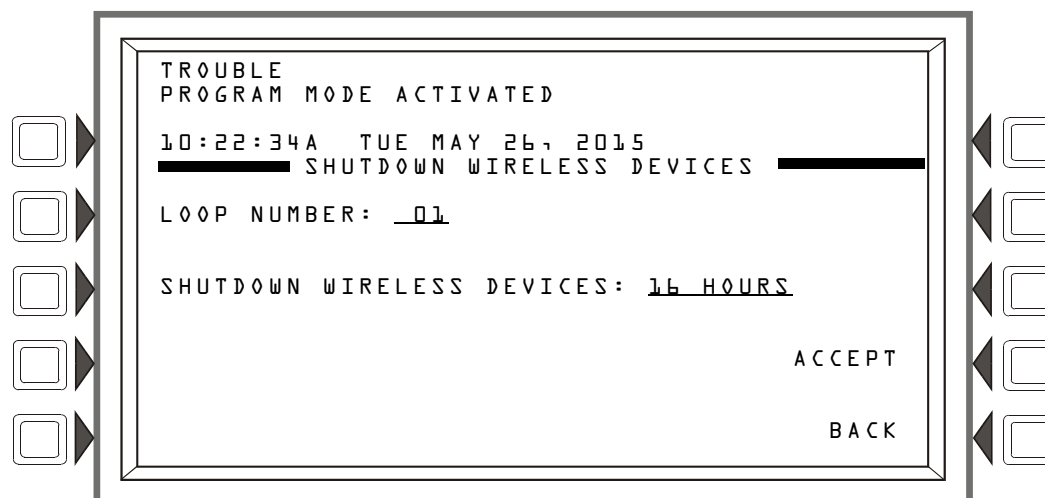 TROUBLE
PROGRAM MODE ACTIVATED
10:22:34A TUE MAY 26, 2015
SHUTDOWN WIRELESS DEVICES
LOOP NUMBER: 01
SHUTDOWN WIRELESS DEVICES: 16 HOURS
ACCEPT
BACK